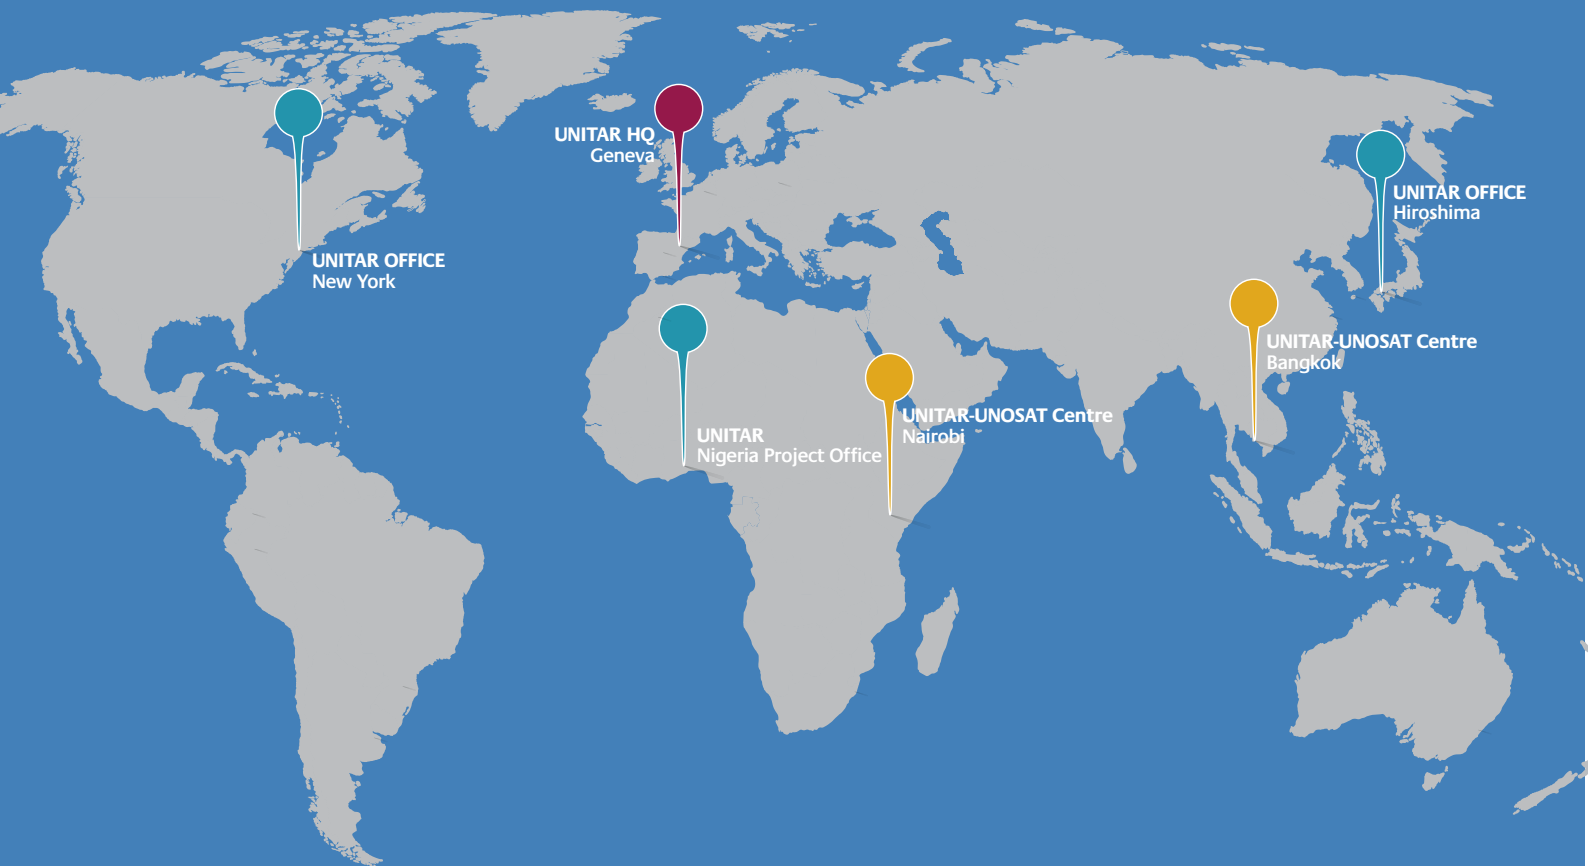 UNITAR HQ
Geneva
UNITAR OFFICE
Hiroshima
UNITAR OFFICE
New York
UNITAR-UNOSAT Centre
Bangkok
UNITAR-UNOSAT Centre
Nairobi
UNITAR
Nigeria Project Office